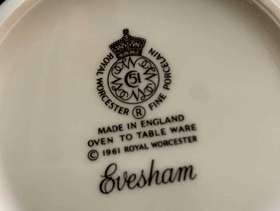 ROYAL WORCESTER ® FINE PORCELAIN
51
MADE IN ENGLAND
OVEN TO TABLE WARE
© 1961 ROYAL WORCESTER
Evesham